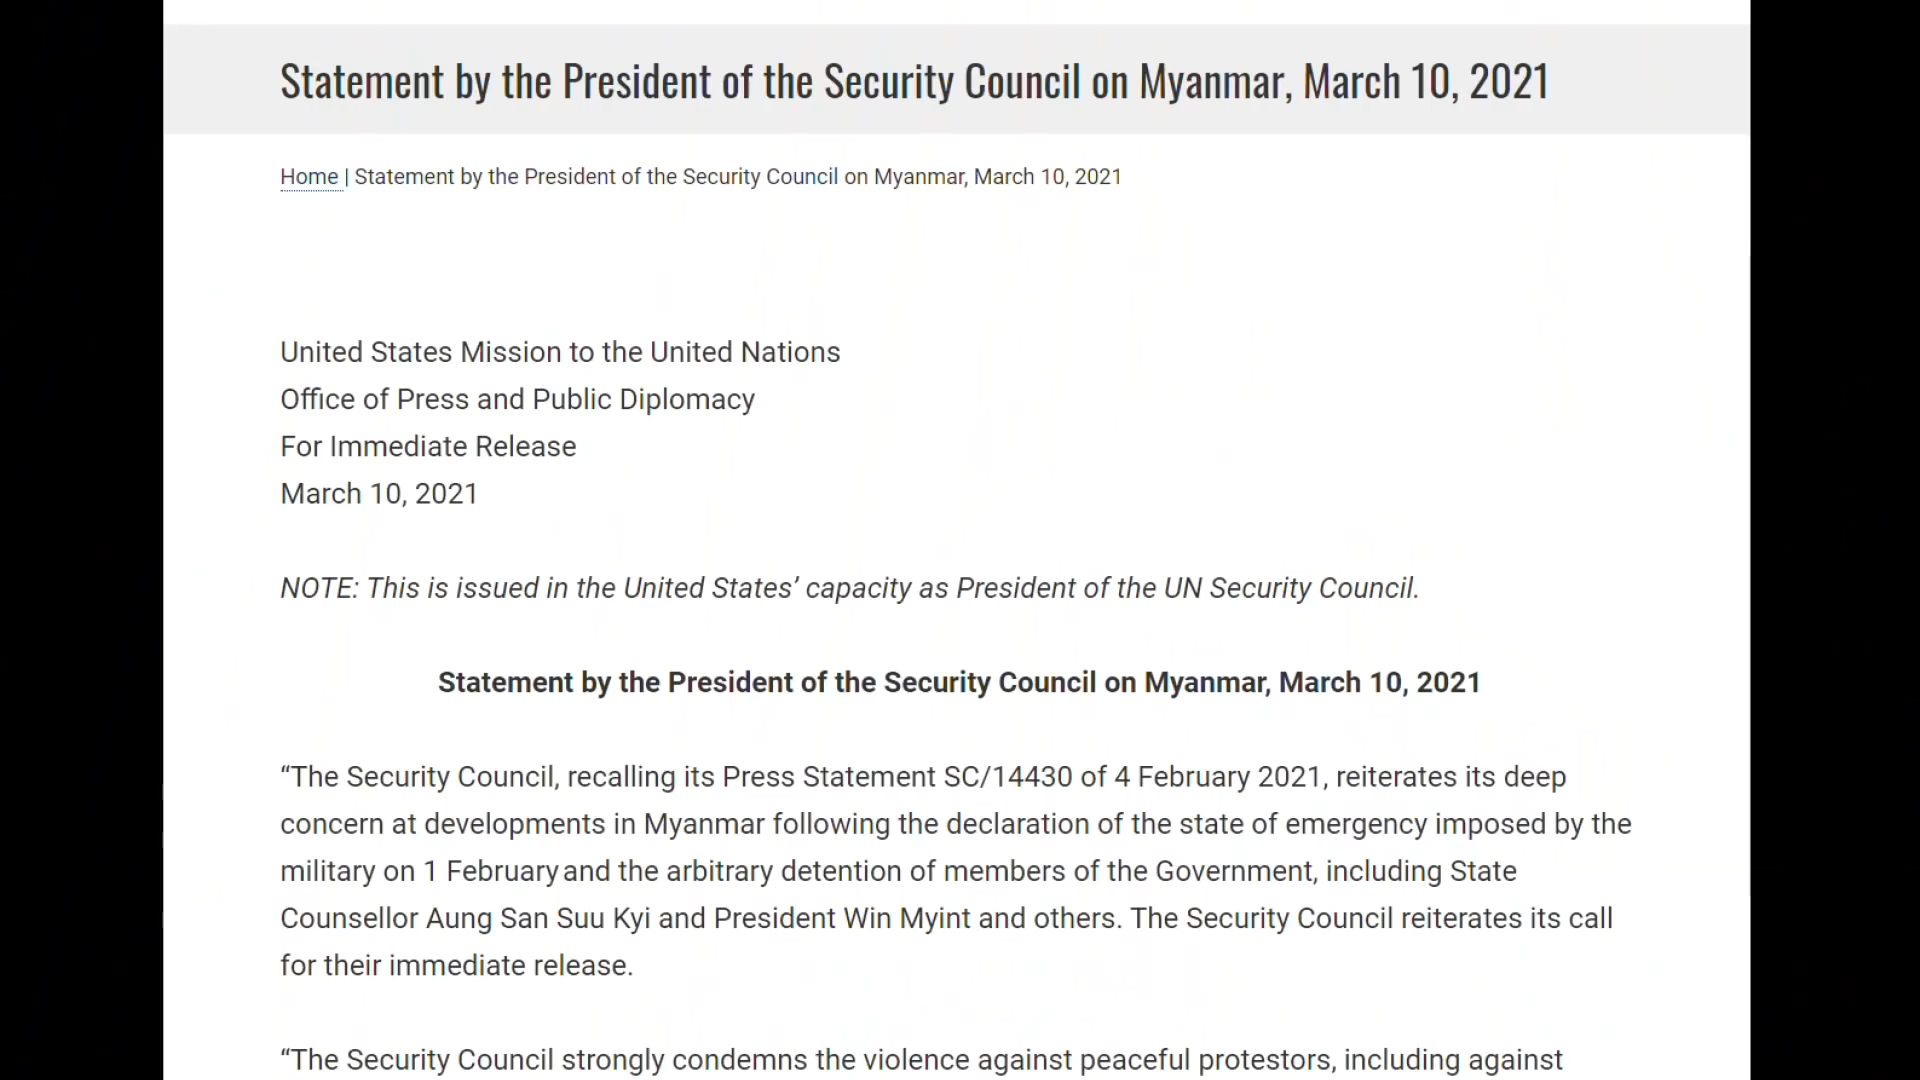 Statement by the President of the Security Council on Myanmar, March 10, 2021
Home | Statement by the President of the Security Council on Myanmar, March 10, 2021
United States Mission to the United Nations
Office of Press and Public Diplomacy
For Immediate Release
March 10, 2021
NOTE: This is issued in the United States’ capacity as President of the UN Security Council.
Statement by the President of the Security Council on Myanmar, March 10, 2021
“The Security Council, recalling its Press Statement SC/14430 of 4 February 2021, reiterates its deep
concern at developments in Myanmar following the declaration of the state of emergency imposed by the
military on 1 February and the arbitrary detention of members of the Government, including State
Counsellor Aung San Suu Kyi and President Win Myint and others. The Security Council reiterates its call
for their immediate release.
“The Security Council strongly condemns the violence against peaceful protestors, including against